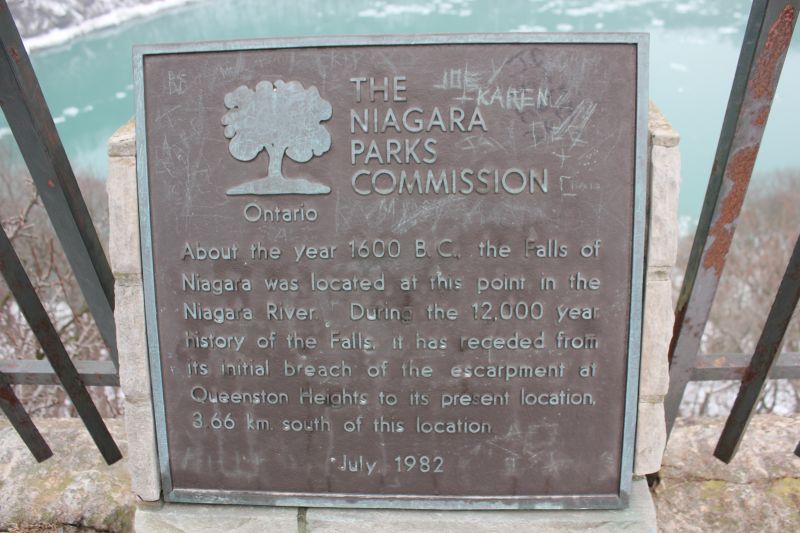 THE
NIAGARA
PARKS
COMMISSION
Ontario
KAREN
About the year 1600 B.C., the Falls of
Niagara was located at this point in the
Niagara River. During the 12,000 year
history of the Falls, it has receded from
its initial breach of the escarpment at
Queenston Heights to its present location,
3.66 km. south of this location.
July 1982